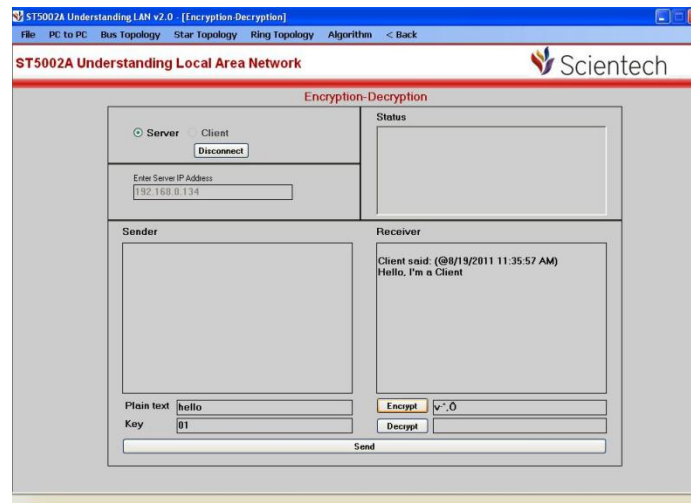 ST5002A Understanding LAN v2.0 - [Encryption-Decryption]
File PC to PC Bus Topology Star Topology Ring Topology Algorithm < Back
ST5002A Understanding Local Area Network
Scientech
Encryption-Decryption
Server Client
Disconnect
Enter Server IP Address
192.168.0.134
Status
Sender
Receiver
Client said: (@8/19/2011 11:35:57 AM)
Hello, I'm a Client
Plain text hello
Encrypt
Key 01
Decrypt
Send